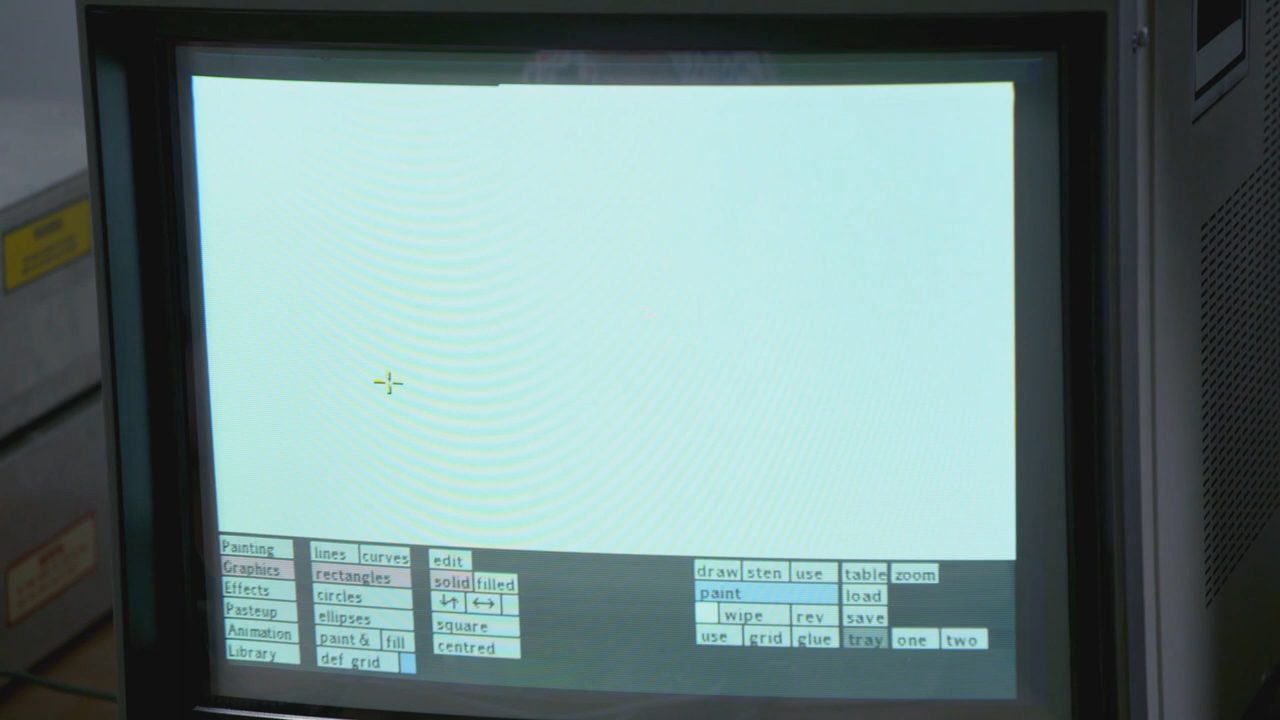 Painting lines curves edit draw sten use table zoom
Graphics rectangles solid filled paint load
Effects circles wipe rev save
Pasteup ellipses square use grid glue tray one two
Animation paint & fill centred
Library def grid